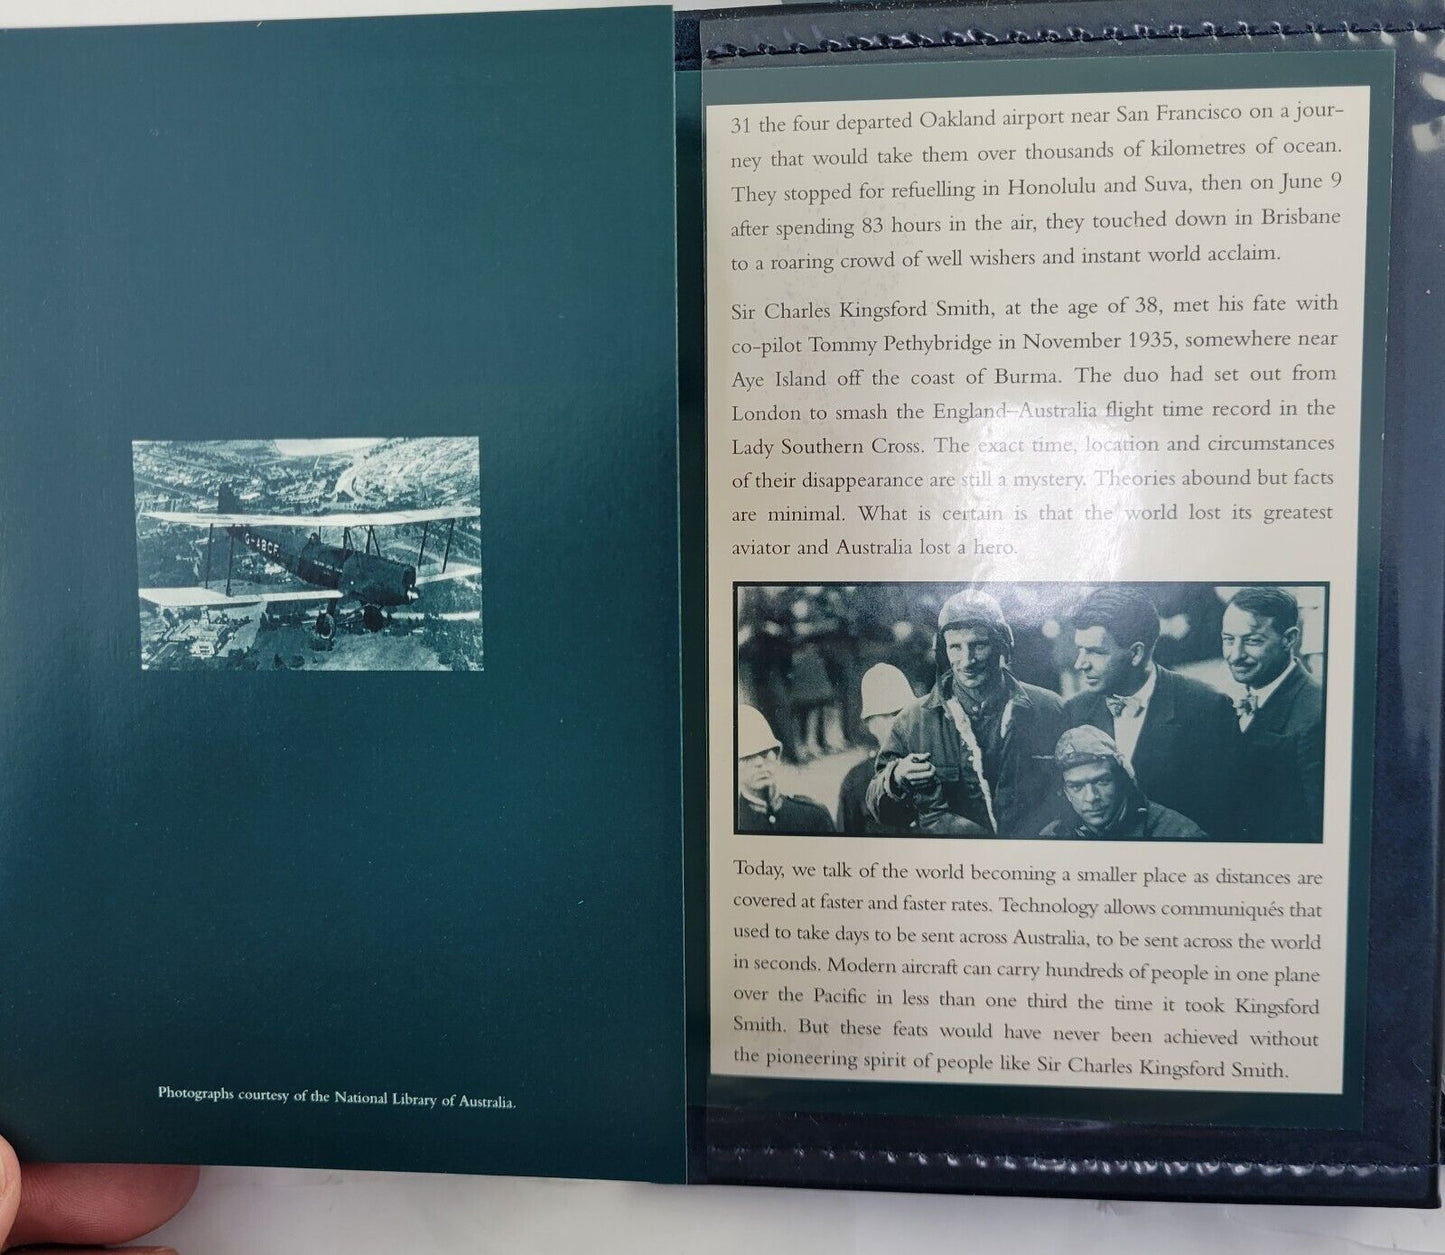 G-ABCF
Photographs courtesy of the National Library of Australia.
31 the four departed Oakland airport near San Francisco on a jour-
ney that would take them over thousands of kilometres of ocean.
They stopped for refuelling in Honolulu and Suva, then on June 9
after spending 83 hours in the air, they touched down in Brisbane
to a roaring crowd of well wishers and instant world acclaim.
Sir Charles Kingsford Smith, at the age of 38, met his fate with
co-pilot Tommy Pethybridge in November 1935, somewhere near
Aye Island off the coast of Burma. The duo had set out from
London to smash the England–Australia flight time record in the
Lady Southern Cross. The exact time, location and circumstances
of their disappearance are still a mystery. Theories abound but facts
are minimal. What is certain is that the world lost its greatest
aviator and Australia lost a hero.
Today, we talk of the world becoming a smaller place as distances are
covered at faster and faster rates. Technology allows communiqués that
used to take days to be sent across Australia, to be sent across the world
in seconds. Modern aircraft can carry hundreds of people in one plane
over the Pacific in less than one third the time it took Kingsford
Smith. But these feats would have never been achieved without
the pioneering spirit of people like Sir Charles Kingsford Smith.